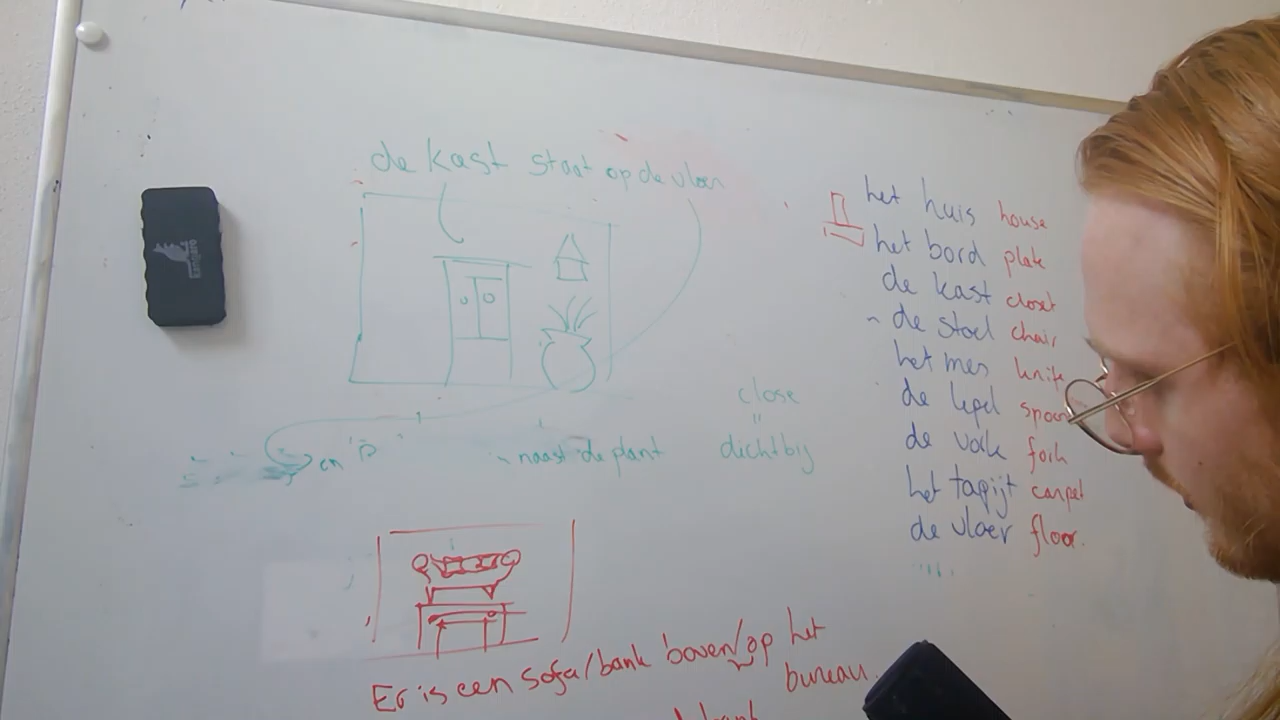 de kast staat op de vloer
het huis house
het bord plate
de kast closet
de stoel chair
het mes knife
de lepel spoon
de vork fork
het tapijt carpet
de vloer floor.
close
"
dichtbij
naast de plant
Er is een sofa/bank boven/op het
bureau.